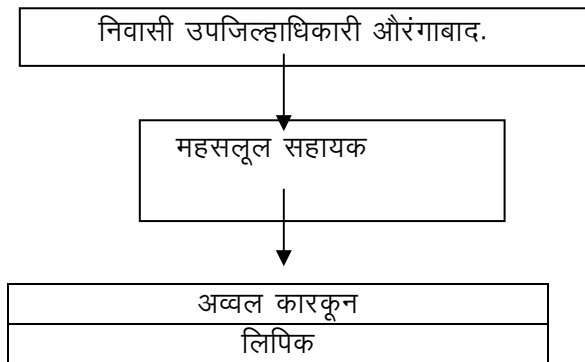 निवासी उपजिल्हाधिकारी औरंगाबाद.
महसलूल सहायक
अव्वल कारकून
लिपिक